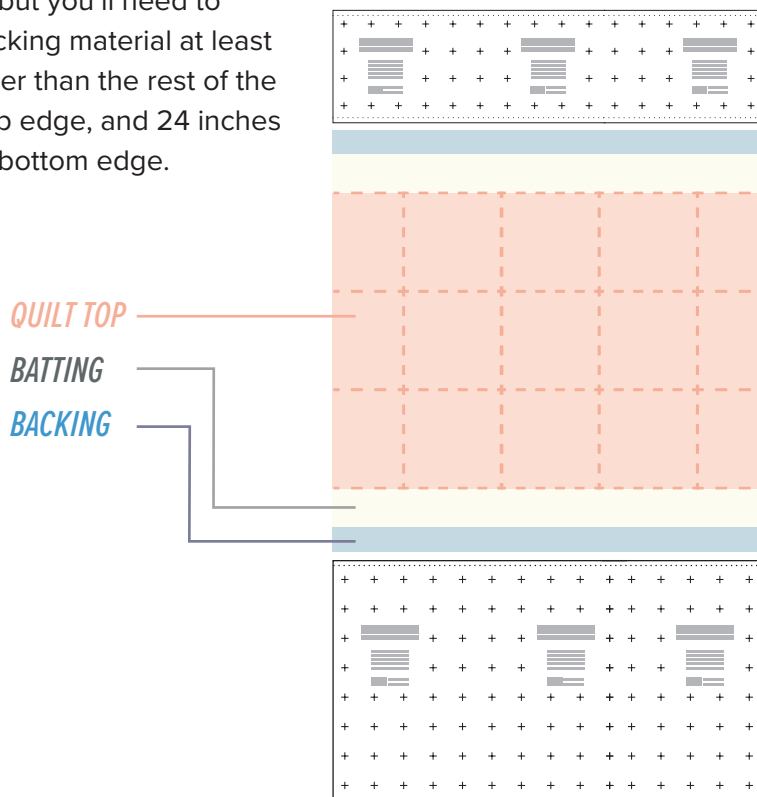 but you'll need to
cking material at least
er than the rest of the
edge, and 24 inches
bottom edge.
QUILT TOP
BATTING
BACKING